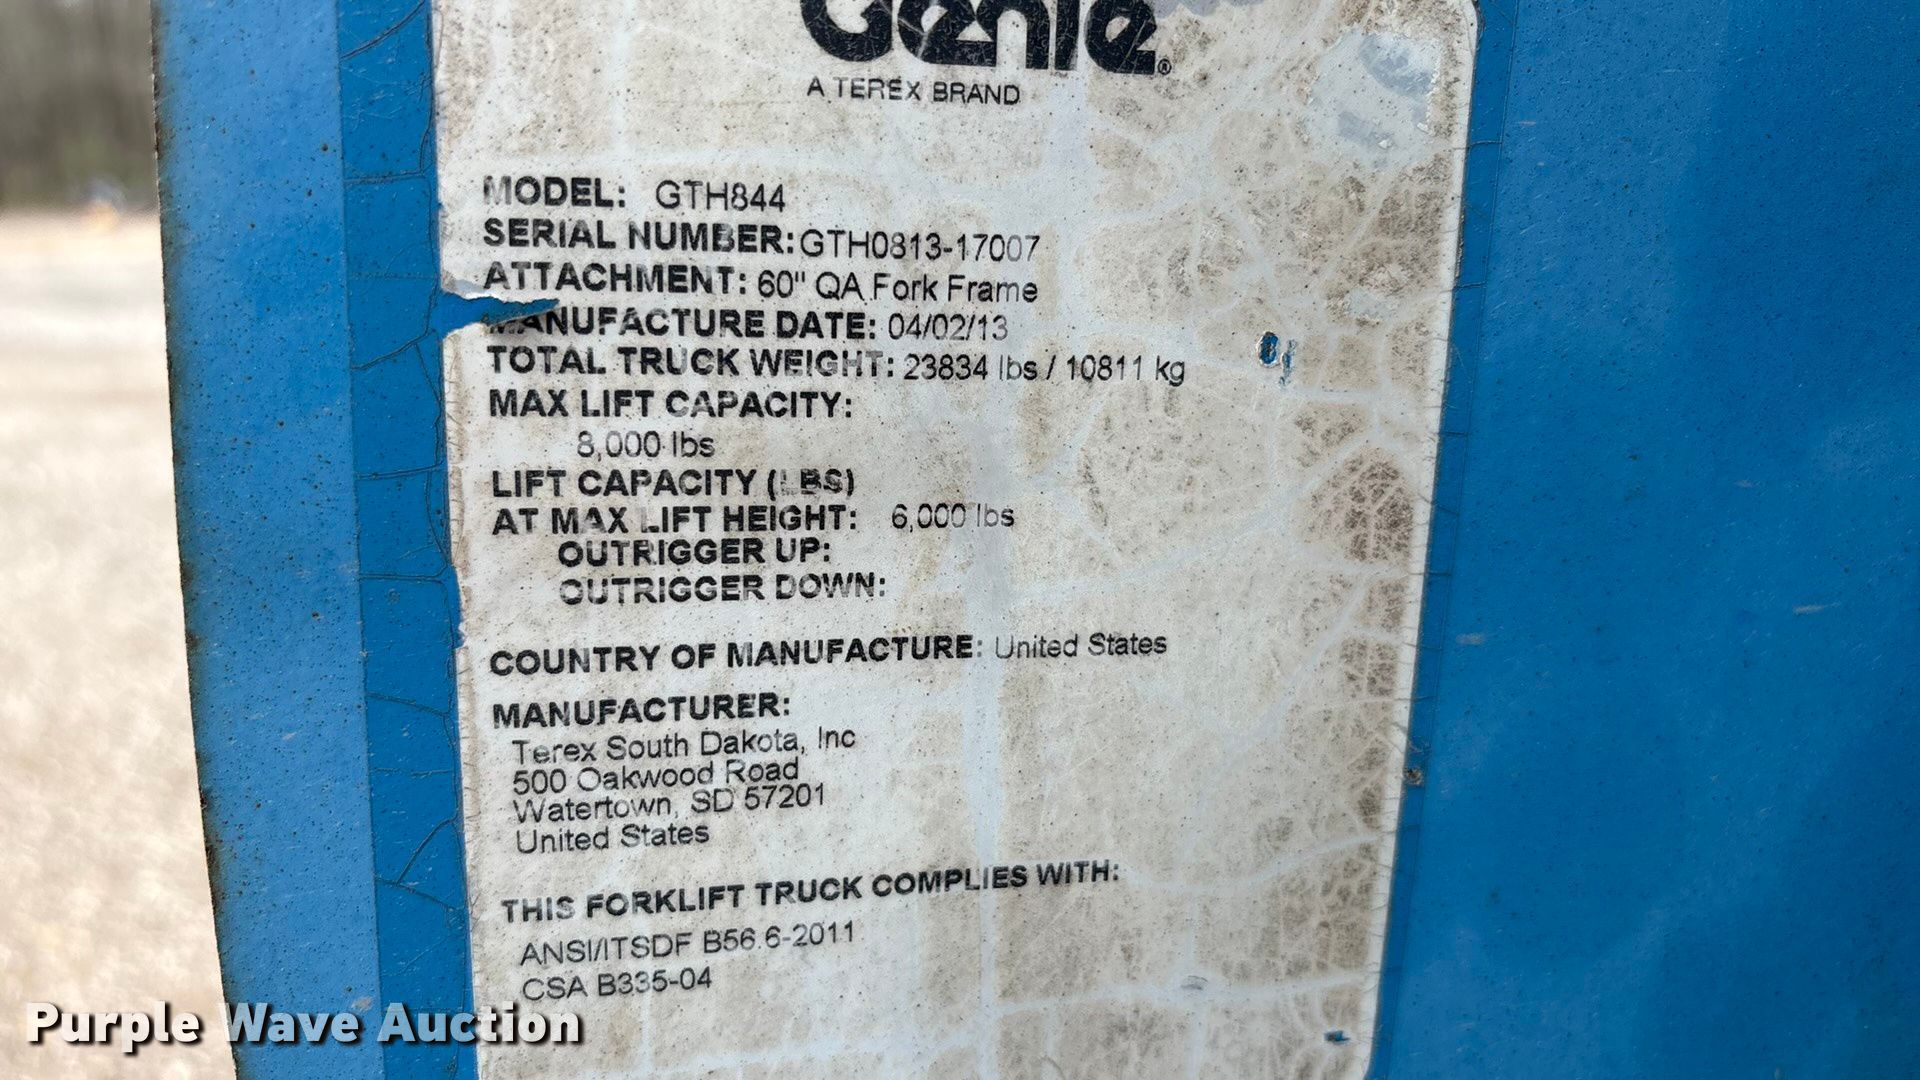 Genie®
A TEREX BRAND
MODEL: GTH844
SERIAL NUMBER: GTH0813-17007
ATTACHMENT: 60" QA Fork Frame
MANUFACTURE DATE: 04/02/13
TOTAL TRUCK WEIGHT: 23834 lbs / 10811 kg
MAX LIFT CAPACITY:
8,000 lbs
LIFT CAPACITY (LBS)
AT MAX LIFT HEIGHT: 6,000 lbs
OUTRIGGER UP:
OUTRIGGER DOWN:
COUNTRY OF MANUFACTURE: United States
MANUFACTURER:
Terex South Dakota, Inc
500 Oakwood Road
Watertown, SD 57201
United States
THIS FORKLIFT TRUCK COMPLIES WITH:
ANSI/ITSDF B56.6-2011
CSA B335-04
Purple Wave Auction